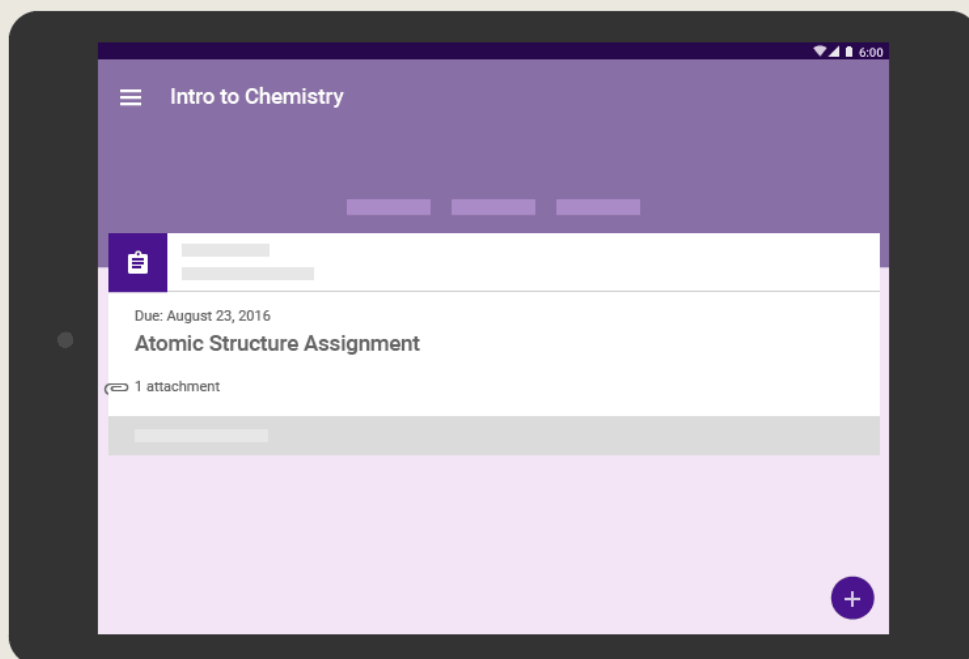 6:00
Intro to Chemistry
Due: August 23, 2016
Atomic Structure Assignment
1 attachment